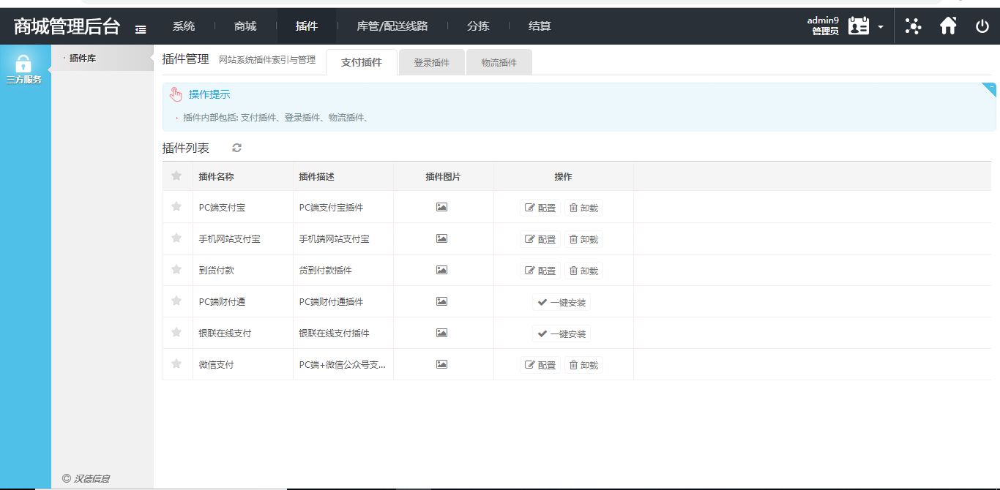 商城管理后台 系统 商城 插件 库管/配送线路 分拣 结算 admin9
管理员
三方服务
· 插件库
插件管理 网站系统插件索引与管理 支付插件 登录插件 物流插件
操作提示
· 插件内部包括: 支付插件、登录插件、物流插件、
插件列表
插件名称 插件描述 插件图片 操作
PC端支付宝 PC端支付宝插件 配置 卸载
手机网站支付宝 手机端网站支付宝 配置 卸载
到货付款 货到付款插件 配置 卸载
PC端财付通 PC端财付通插件 一键安装
银联在线支付 银联在线支付插件 一键安装
微信支付 PC端+微信公众号支... 配置 卸载
© 汉德信息